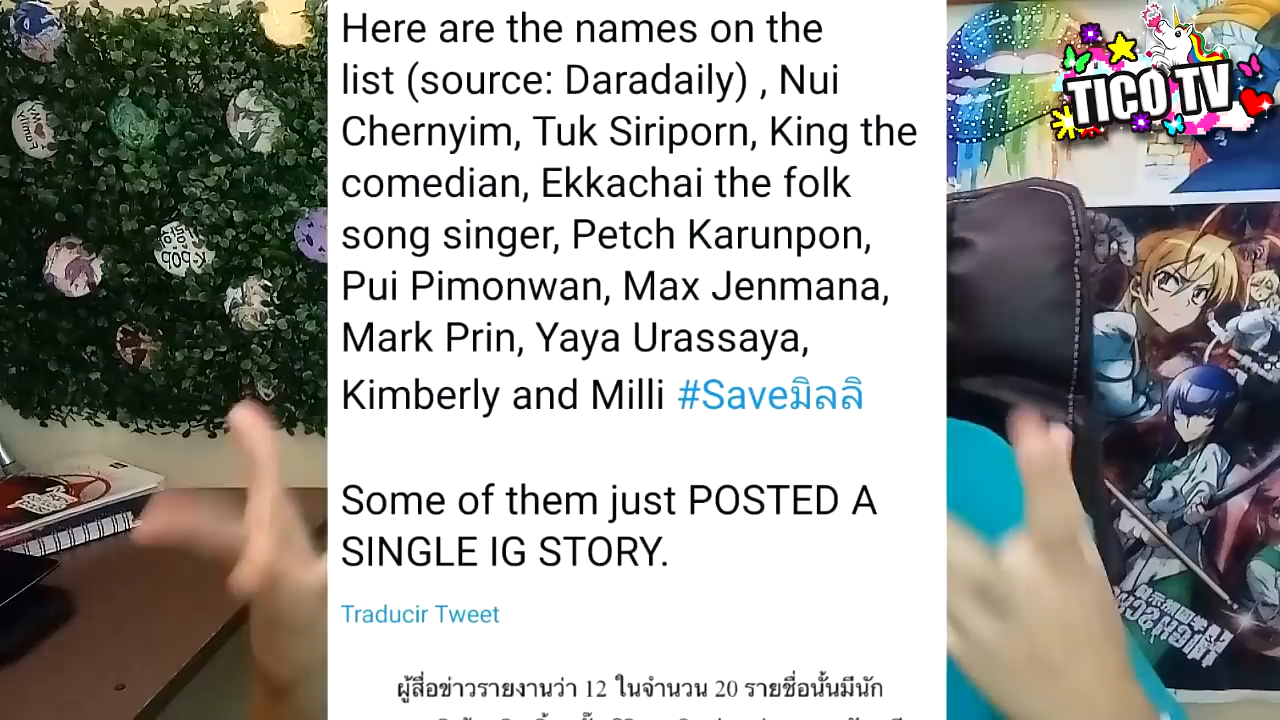 Here are the names on the
list (source: Daradaily) , Nui
Chernyim, Tuk Siriporn, King the
comedian, Ekkachai the folk
song singer, Petch Karunpon,
Pui Pimonwan, Max Jenmana,
Mark Prin, Yaya Urassaya,
Kimberly and Milli #Saveมิลลิ
Some of them just POSTED A
SINGLE IG STORY.
Traducir Tweet
ผู้สื่อข่าวรายงานว่า 12 ในจำนวน 20 รายชื่อนั้นมีนัก
TICO TV